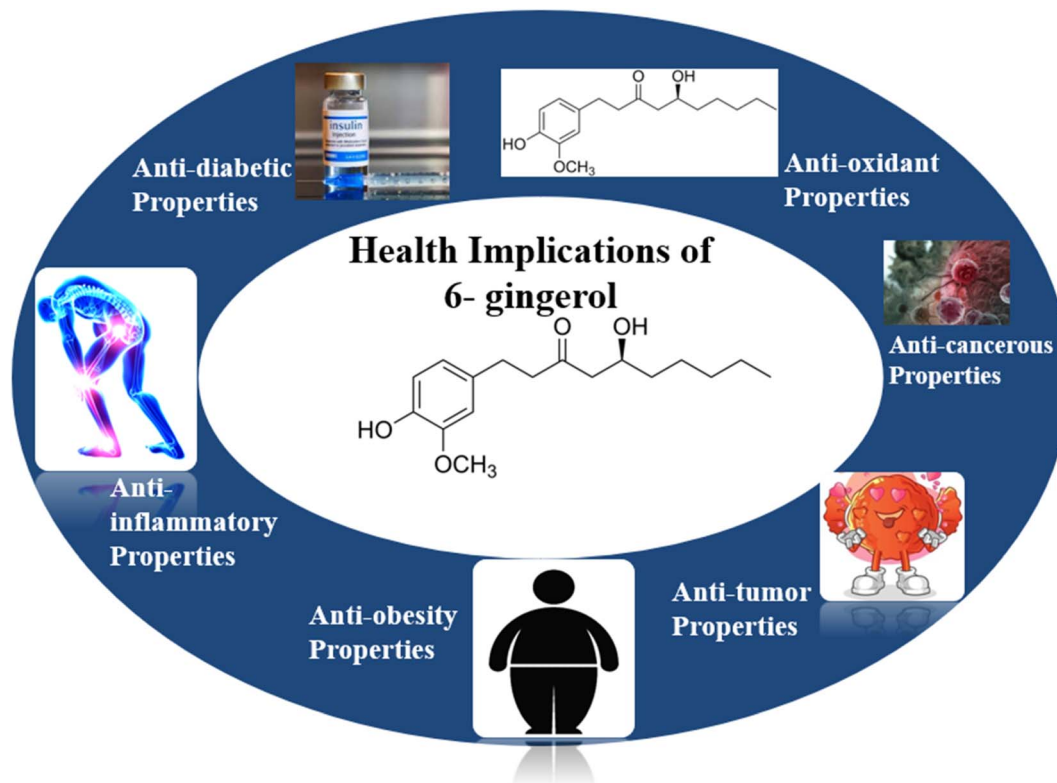 Health Implications of
6- gingerol
O
OH
HO
OCH3
Anti-diabetic
Properties
insulin
injection
O
OH
HO
OCH3
Anti-oxidant
Properties
Anti-cancerous
Properties
Anti-tumor
Properties
Anti-obesity
Properties
Anti-
inflammatory
Properties